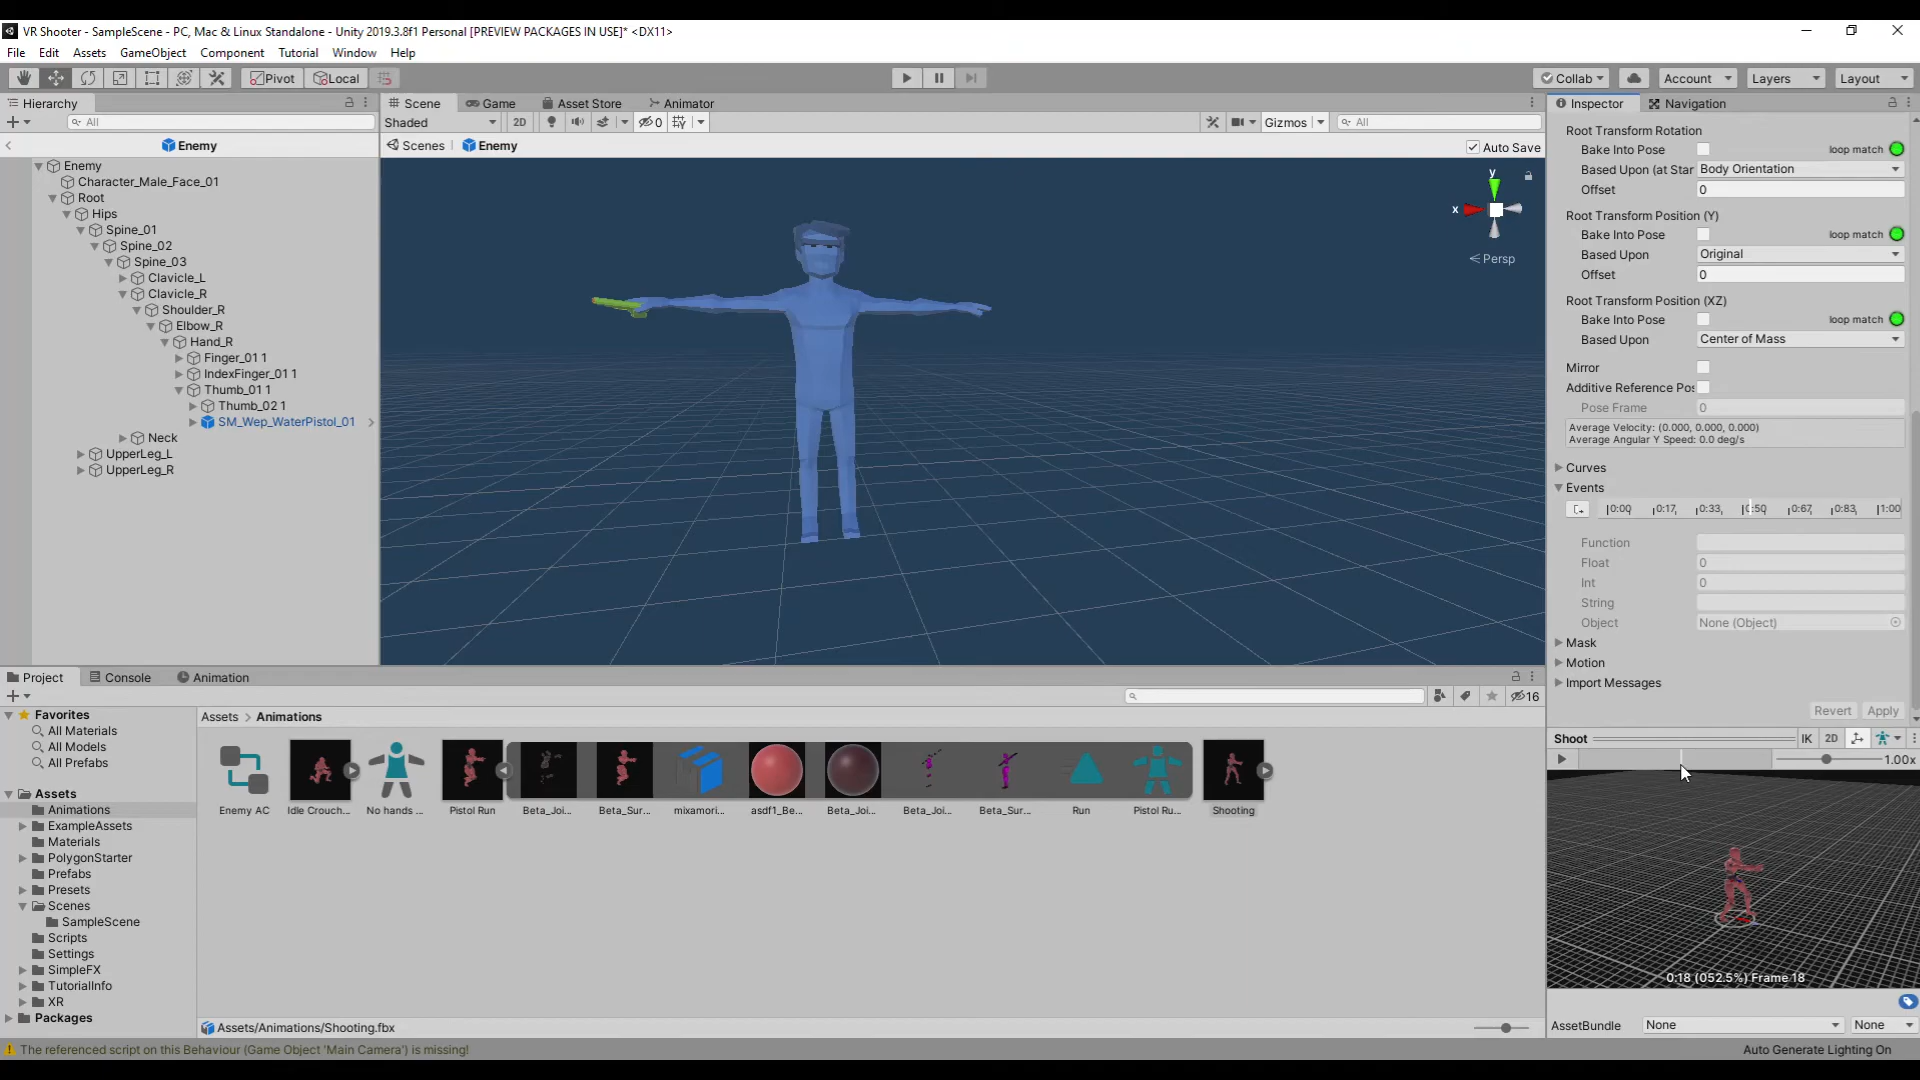 VR Shooter - SampleScene - PC, Mac & Linux Standalone - Unity 2019.3.8f1 Personal [PREVIEW PACKAGES IN USE]* <DX11>
File Edit Assets GameObject Component Tutorial Window Help
Pivot Local Collab Account Layers Layout
Hierarchy
All
Enemy
Enemy
Character_Male_Face_01
Root
Hips
Spine_01
Spine_02
Spine_03
Clavicle_L
Clavicle_R
Shoulder_R
Elbow_R
Hand_R
Finger_01 1
IndexFinger_01 1
Thumb_01 1
Thumb_02 1
SM_Wep_WaterPistol_01
Neck
UpperLeg_L
UpperLeg_R
Scene Game Asset Store Animator
Shaded 2D 0 Gizmos All
Scenes Enemy Auto Save
y
x
Persp
Inspector Navigation
Root Transform Rotation
Bake Into Pose loop match
Based Upon (at Star Body Orientation
Offset 0
Root Transform Position (Y)
Bake Into Pose loop match
Based Upon Original
Offset 0
Root Transform Position (XZ)
Bake Into Pose loop match
Based Upon Center of Mass
Mirror
Additive Reference Pos
Pose Frame 0
Average Velocity: (0.000, 0.000, 0.000)
Average Angular Y Speed: 0.0 deg/s
Curves
Events
0:00 0:17 0:33 0:50 0:67 0:83 1:00
Function
Float 0
Int 0
String
Object None (Object)
Mask
Motion
Import Messages
Revert Apply
Shoot IK 2D
1.00x
0:18 (052.5%) Frame 18
AssetBundle None None
Project Console Animation
16
Favorites
All Materials
All Models
All Prefabs
Assets
Animations
ExampleAssets
Materials
PolygonStarter
Prefabs
Presets
Scenes
SampleScene
Scripts
Settings
SimpleFX
TutorialInfo
XR
Packages
Assets > Animations
Enemy AC Idle Crouch... No hands ... Pistol Run Beta_Joi... Beta_Sur... mixamori... asdf1_Be... Beta_Joi... Beta_Joi... Beta_Sur... Run Pistol Ru... Shooting
Assets/Animations/Shooting.fbx
The referenced script on this Behaviour (Game Object 'Main Camera') is missing!
Auto Generate Lighting On